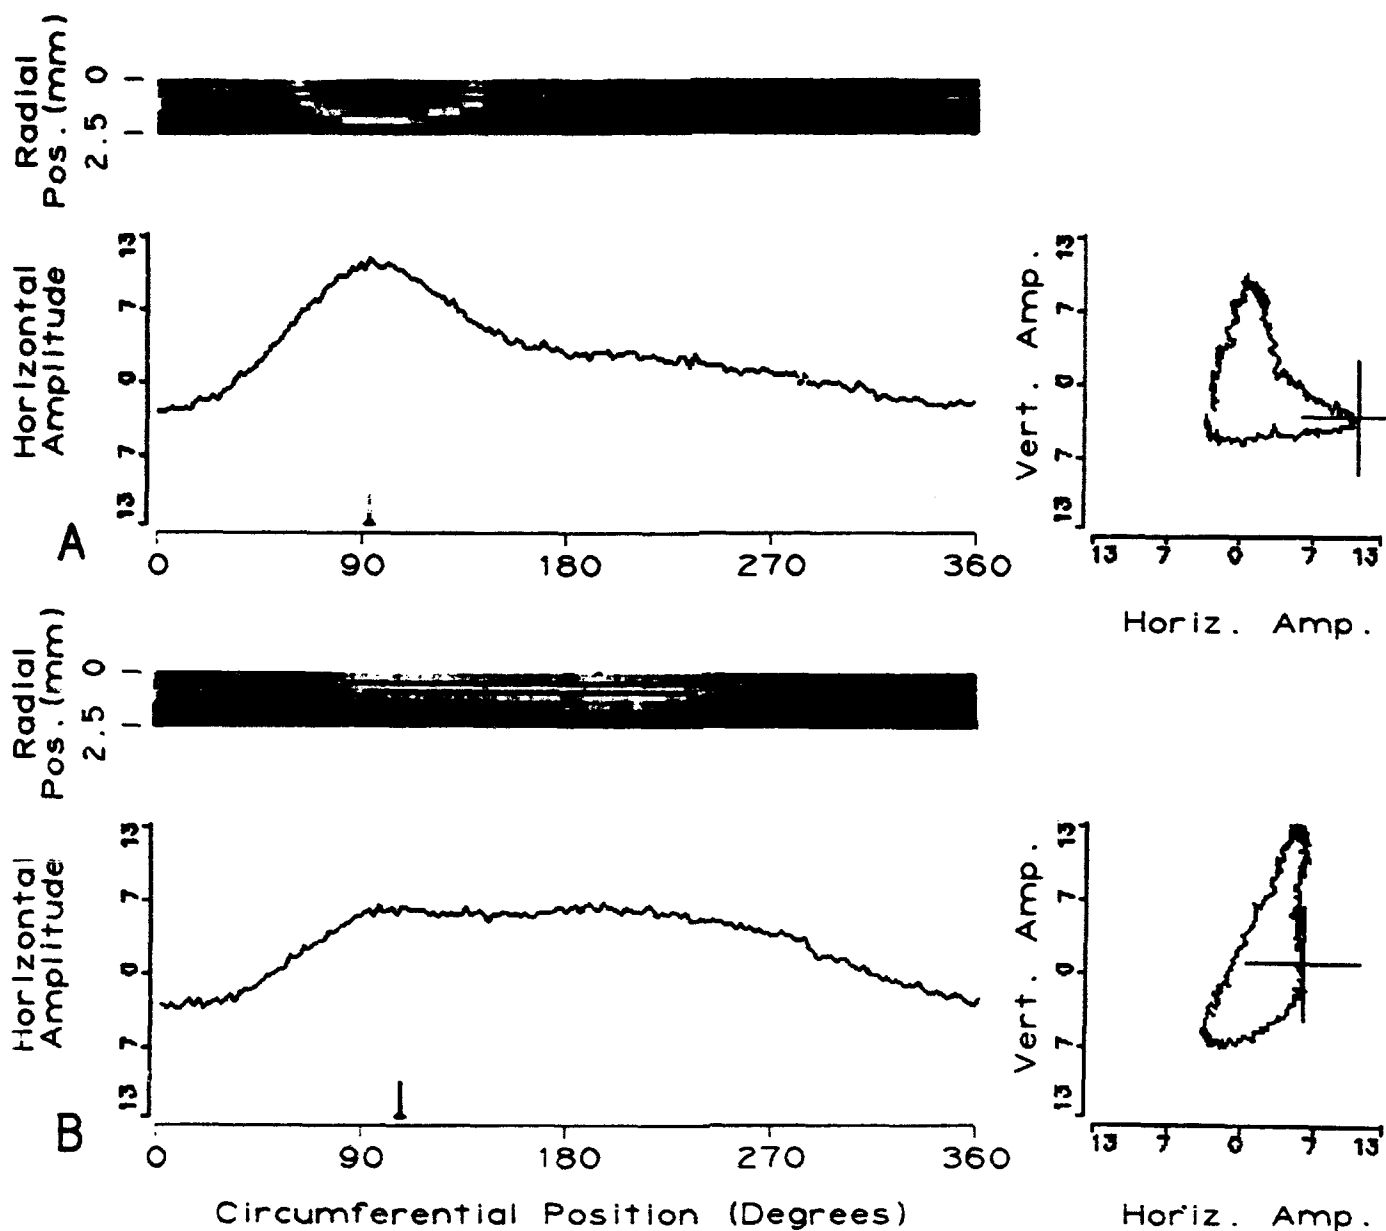 Radial
Pos. (mm)
0
2.5
Horizontal
Amplitude
13
7
0
7
13
A
0 90 180 270 360
Vert. Amp.
13
7
0
7
13
13 7 0 7 13
Horiz. Amp.
Radial
Pos. (mm)
0
2.5
Horizontal
Amplitude
13
7
0
7
13
B
0 90 180 270 360
Circumferential Position (Degrees)
Vert. Amp.
13
7
0
7
13
13 7 0 7 13
Horiz. Amp.